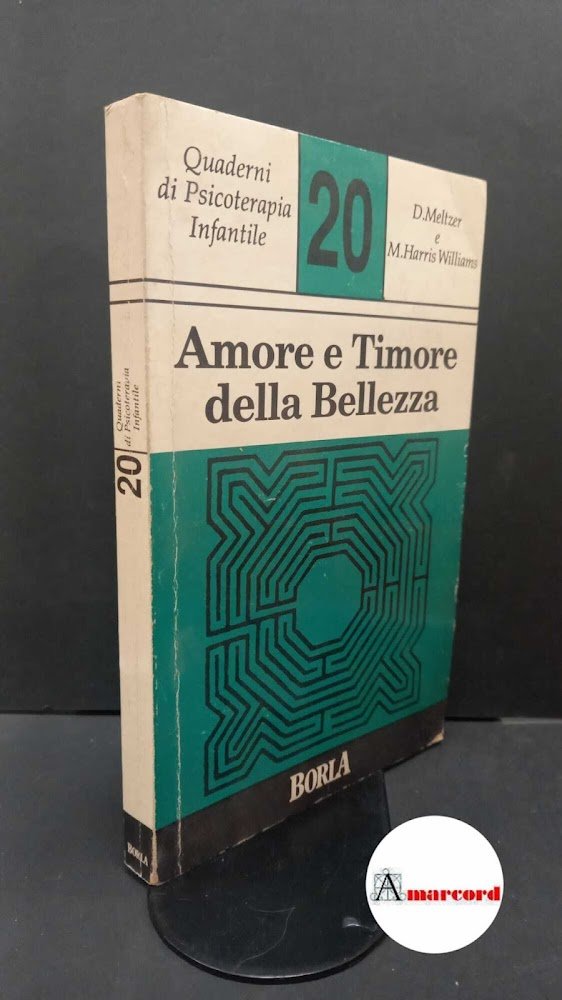 Quaderni
di Psicoterapia
Infantile
20
D.Meltzer
e
M.Harris Williams
Amore e Timore
della Bellezza
BORLA
Quaderni
di Psicoterapia
Infantile
20
BORLA
Amarcord